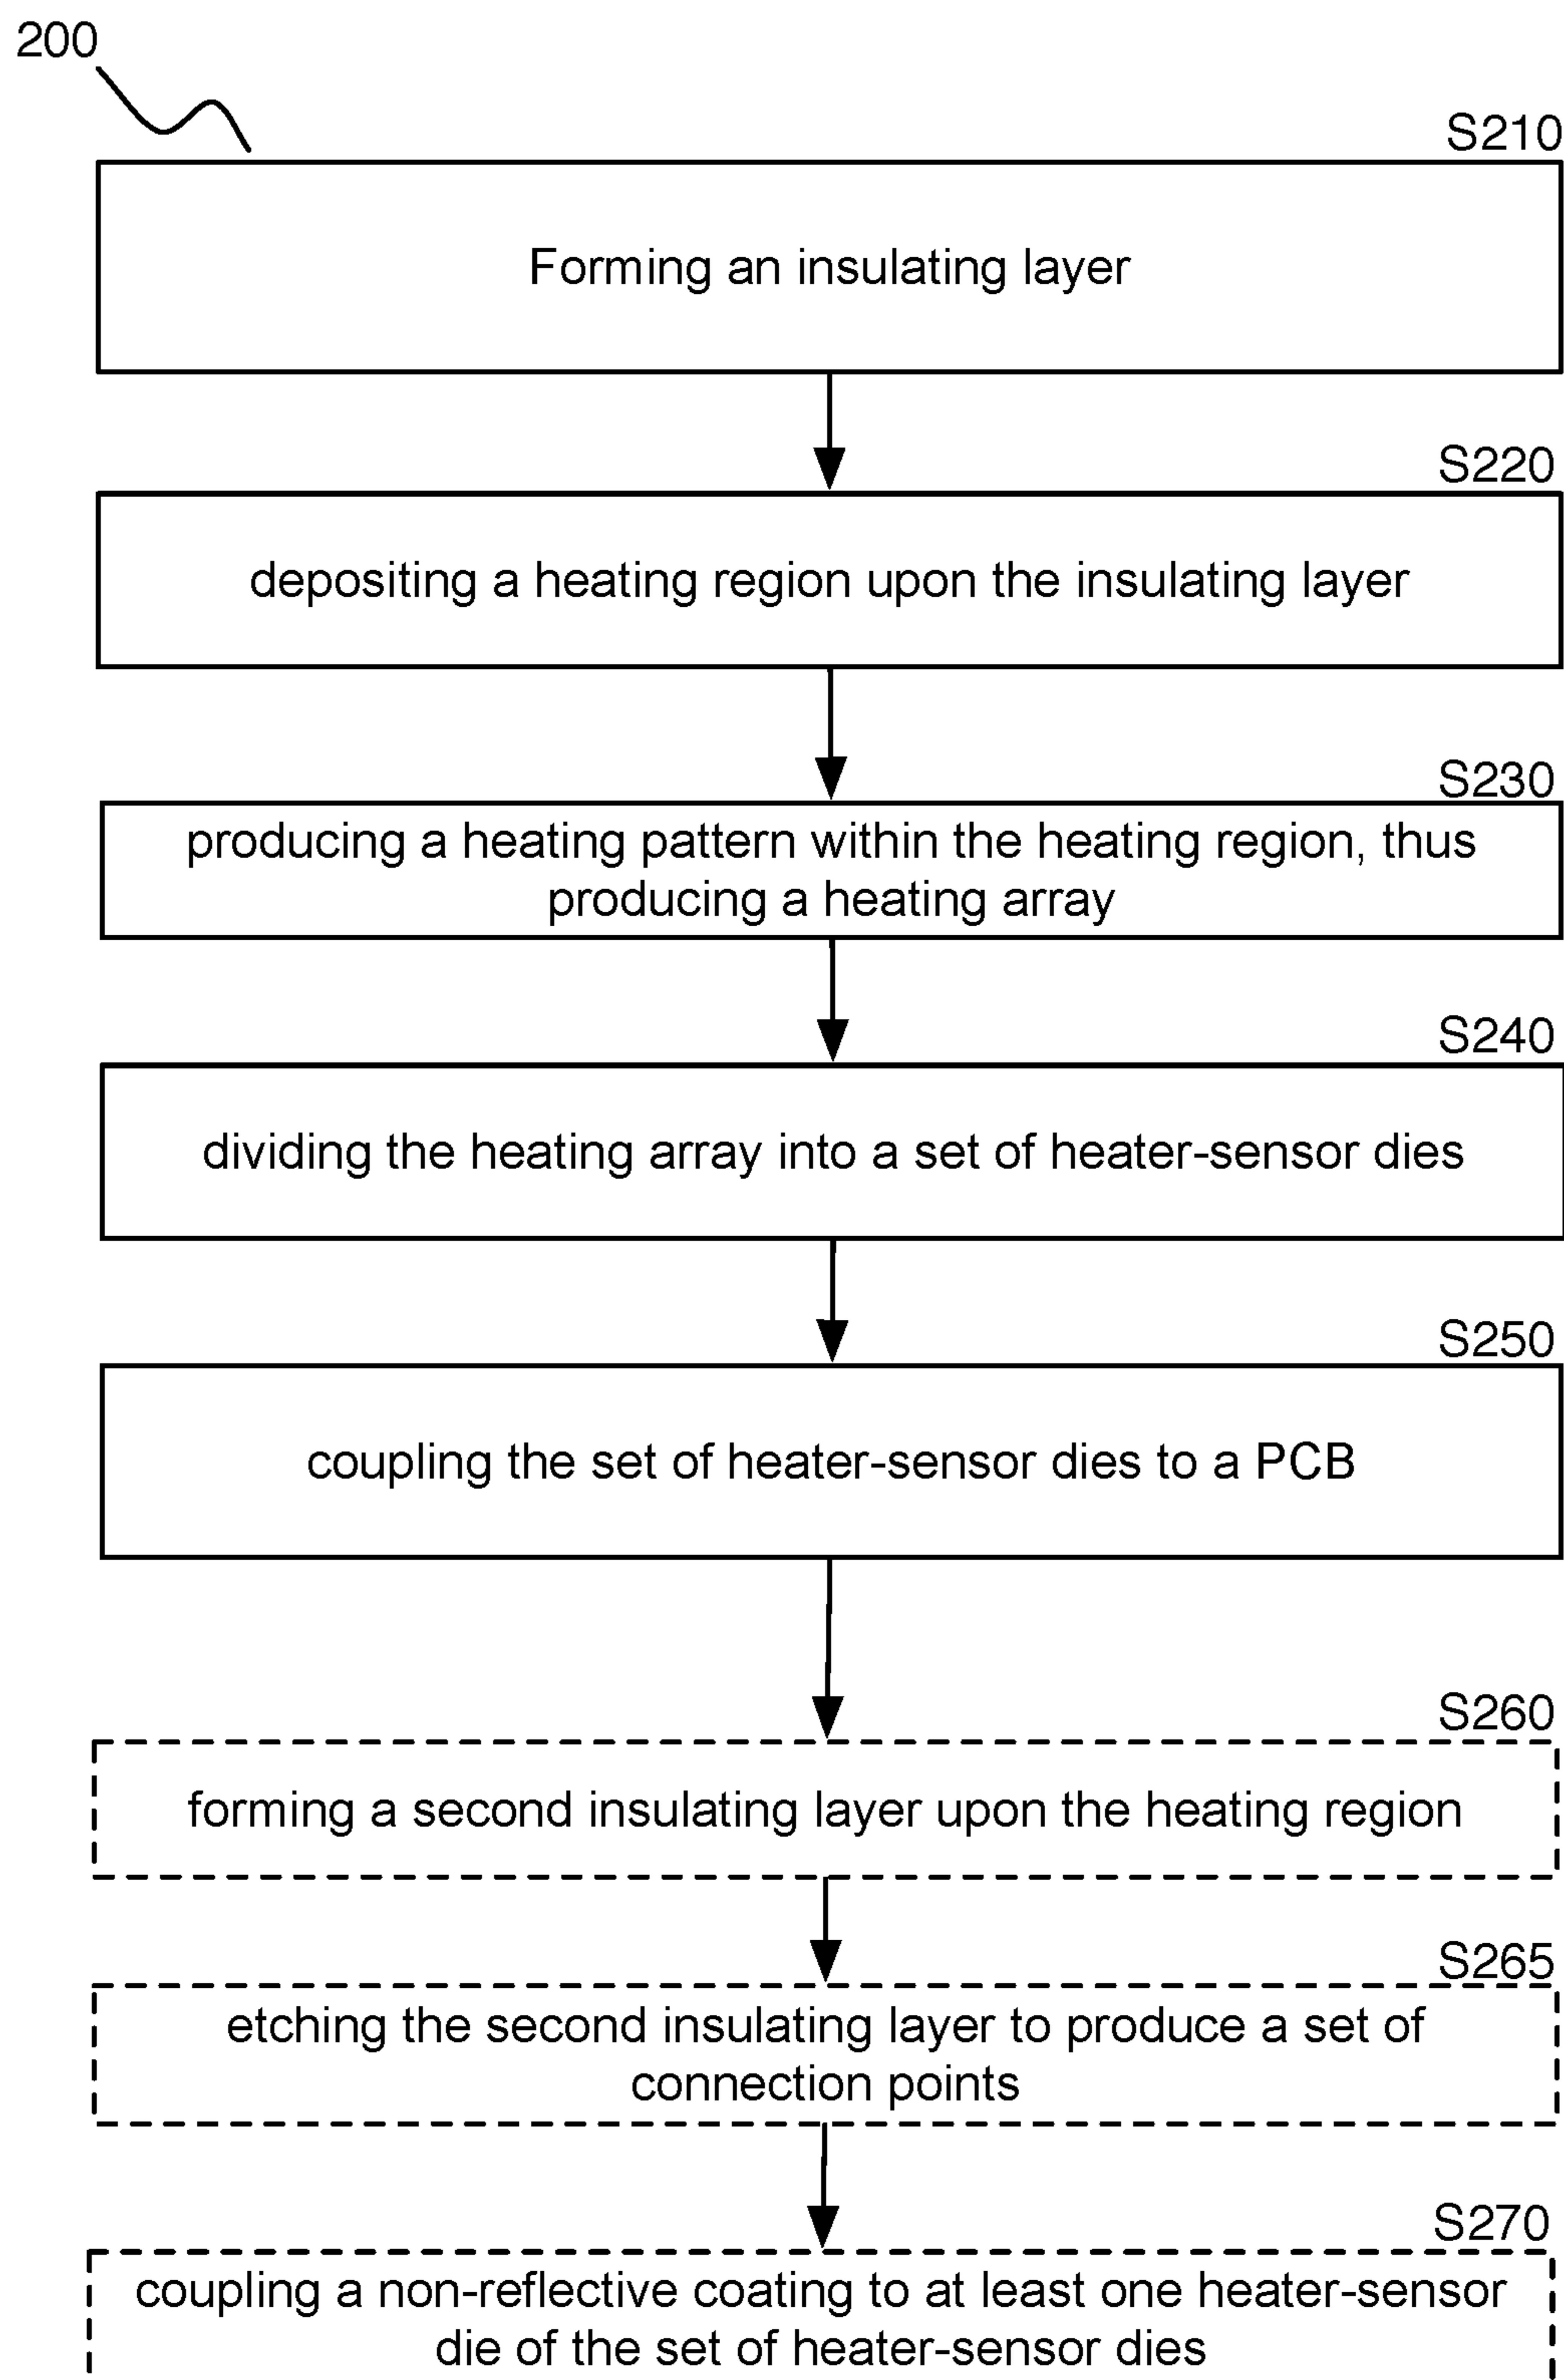 200
S210
Forming an insulating layer
S220
depositing a heating region upon the insulating layer
S230
producing a heating pattern within the heating region, thus
producing a heating array
S240
dividing the heating array into a set of heater-sensor dies
S250
coupling the set of heater-sensor dies to a PCB
S260
forming a second insulating layer upon the heating region
S265
etching the second insulating layer to produce a set of
connection points
S270
coupling a non-reflective coating to at least one heater-sensor
die of the set of heater-sensor dies